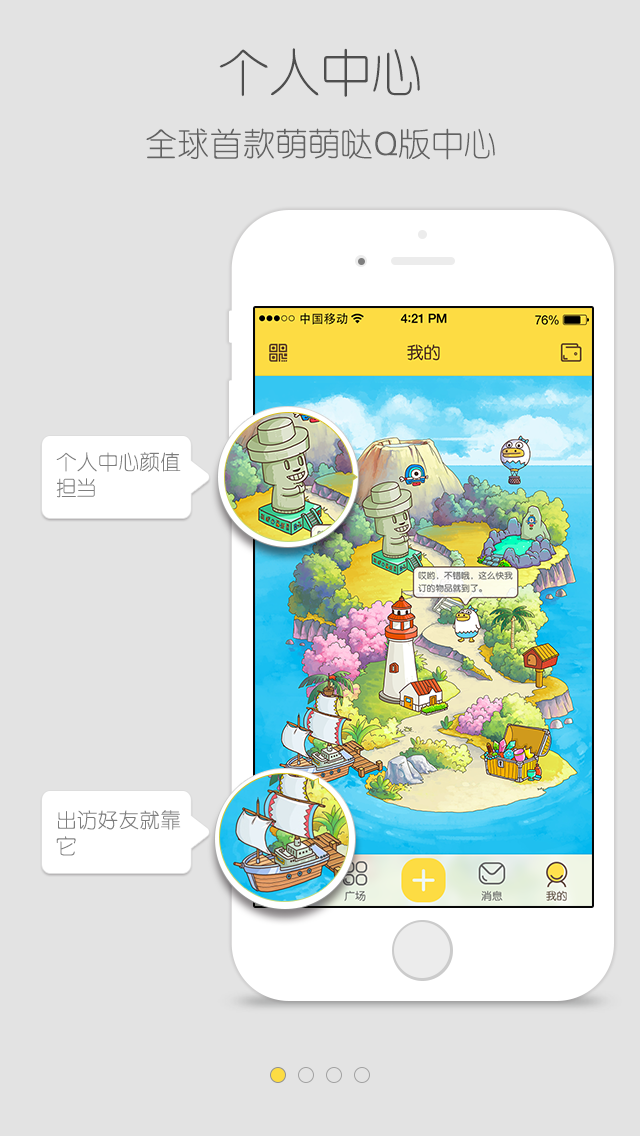 个人中心
全球首款萌萌哒Q版中心
中国移动
4:21 PM
76%
我的
个人中心颜值
担当
哎哟，不错哦，这么快我
订的物品就到了。
出访好友就靠
它
广场
消息
我的